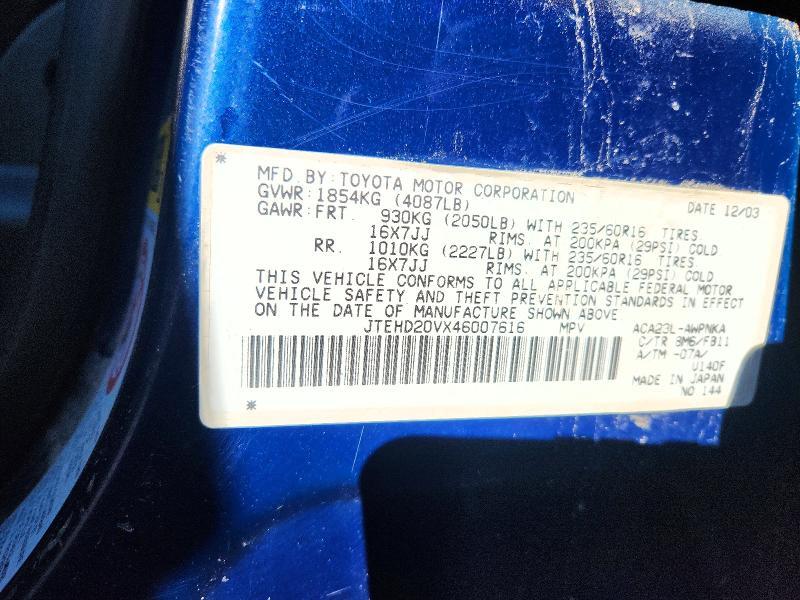 MFD. BY: TOYOTA MOTOR CORPORATION DATE 12/03
GVWR: 1854KG (4087LB)
GAWR: FRT. 930KG (2050LB) WITH 235/60R16 TIRES
16X7JJ RIMS. AT 200KPA (29PSI) COLD
RR. 1010KG (2227LB) WITH 235/60R16 TIRES
16X7JJ RIMS. AT 200KPA (29PSI) COLD
THIS VEHICLE CONFORMS TO ALL APPLICABLE FEDERAL MOTOR
VEHICLE SAFETY AND THEFT PREVENTION STANDARDS IN EFFECT
ON THE DATE OF MANUFACTURE SHOWN ABOVE
JTEHD20VX46007616 MPV ACA23L-AWPNKA
C/TR 8M6/FB11
A/TM -07A/
U140F
MADE IN JAPAN
NO 144